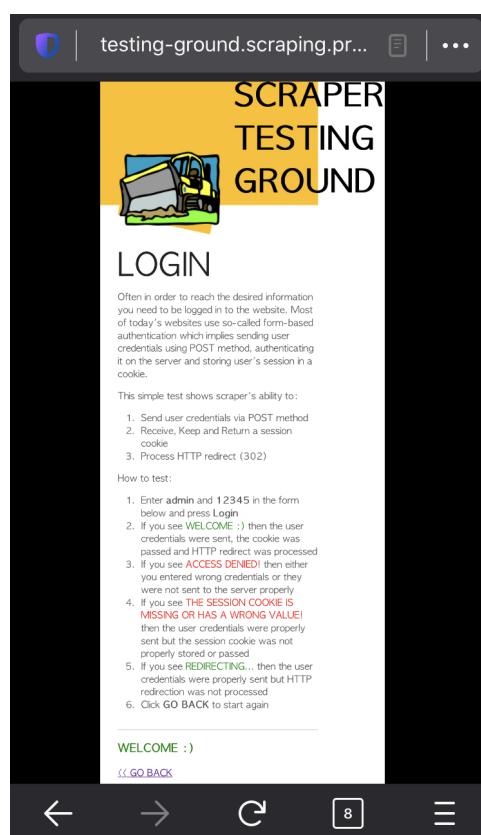 testing-ground.scraping.pr...
SCRAPER
TESTING
GROUND
LOGIN
Often in order to reach the desired information
you need to be logged in to the website. Most
of today's websites use so-called form-based
authentication which implies sending user
credentials using POST method, authenticating
it on the server and storing user's session in a
cookie.
This simple test shows scraper's ability to:
1. Send user credentials via POST method
2. Receive, Keep and Return a session
cookie
3. Process HTTP redirect (302)
How to test:
1. Enter admin and 12345 in the form
below and press Login
2. If you see WELCOME :) then the user
credentials were sent, the cookie was
passed and HTTP redirect was processed
3. If you see ACCESS DENIED! then either
you entered wrong credentials or they
were not sent to the server properly
4. If you see THE SESSION COOKIE IS
MISSING OR HAS A WRONG VALUE!
then the user credentials were properly
sent but the session cookie was not
properly stored or passed
5. If you see REDIRECTING... then the user
credentials were properly sent but HTTP
redirection was not processed
6. Click GO BACK to start again
WELCOME :)
<< GO BACK
8